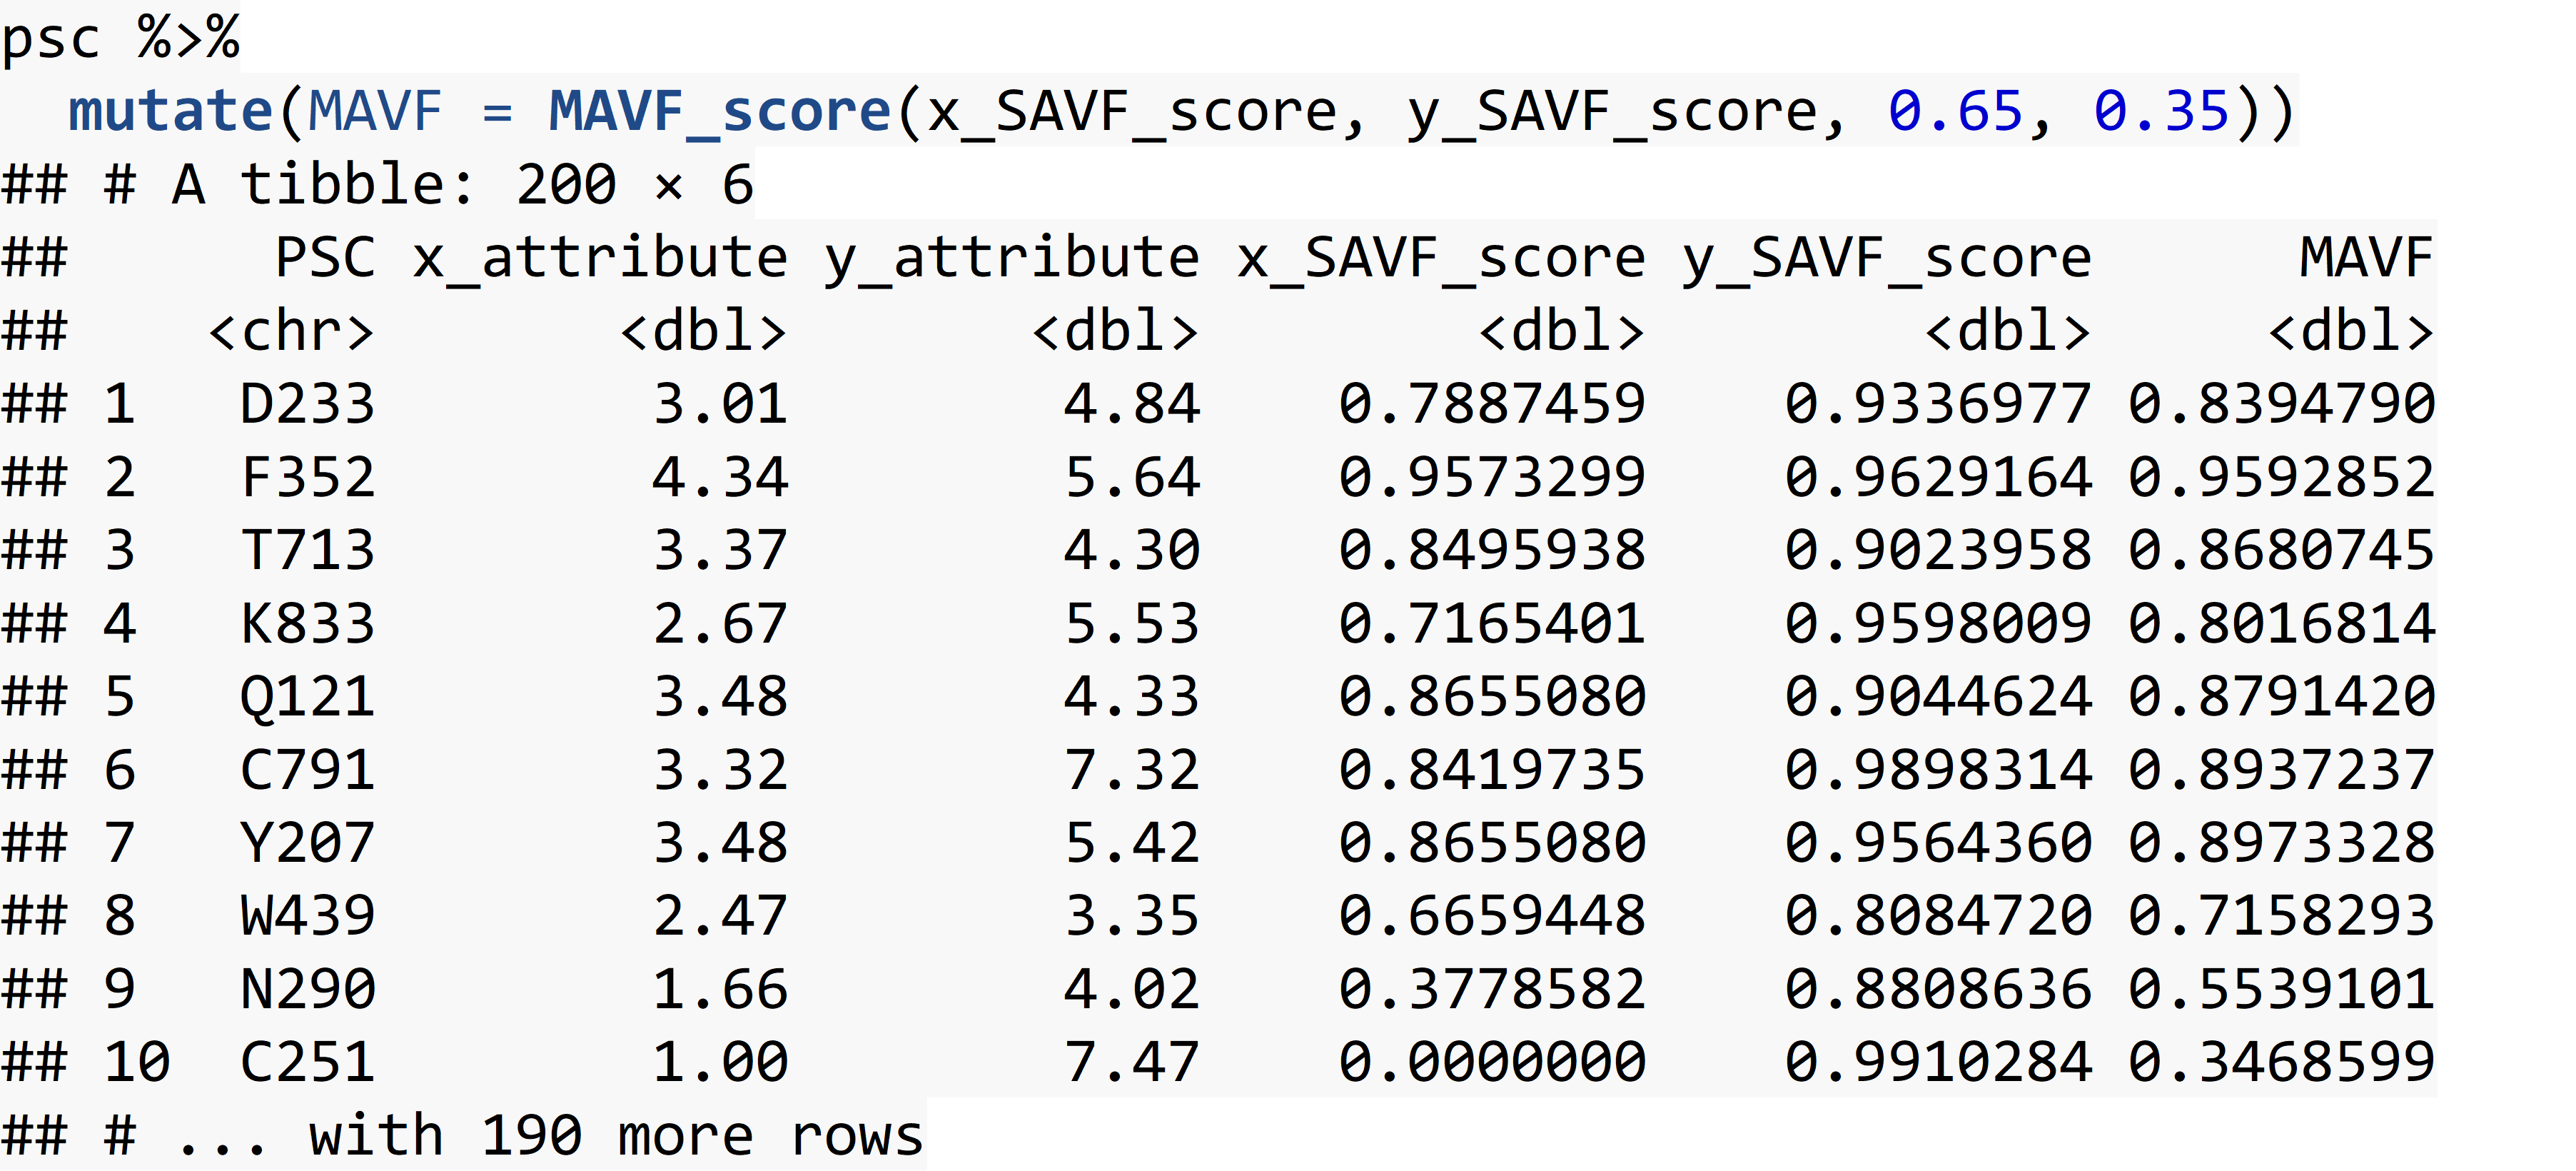 psc %>%
  mutate(MAVF = MAVF_score(x_SAVF_score, y_SAVF_score, 0.65, 0.35))
## # A tibble: 200 × 6
##      PSC x_attribute y_attribute x_SAVF_score y_SAVF_score      MAVF
##    <chr>       <dbl>       <dbl>        <dbl>        <dbl>     <dbl>
## 1   D233        3.01        4.84    0.7887459    0.9336977 0.8394790
## 2   F352        4.34        5.64    0.9573299    0.9629164 0.9592852
## 3   T713        3.37        4.30    0.8495938    0.9023958 0.8680745
## 4   K833        2.67        5.53    0.7165401    0.9598009 0.8016814
## 5   Q121        3.48        4.33    0.8655080    0.9044624 0.8791420
## 6   C791        3.32        7.32    0.8419735    0.9898314 0.8937237
## 7   Y207        3.48        5.42    0.8655080    0.9564360 0.8973328
## 8   W439        2.47        3.35    0.6659448    0.8084720 0.7158293
## 9   N290        1.66        4.02    0.3778582    0.8808636 0.5539101
## 10  C251        1.00        7.47    0.0000000    0.9910284 0.3468599
## # ... with 190 more rows